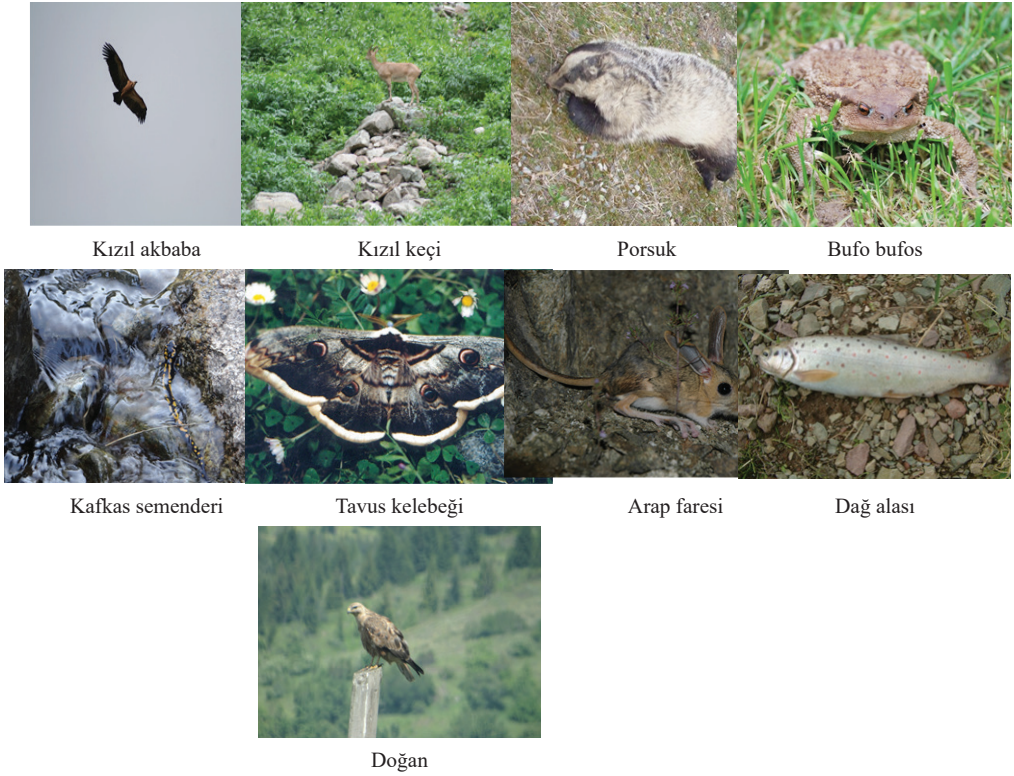 Kızıl akbaba
Kızıl keçi
Porsuk
Bufo bufos
Kafkas semenderi
Tavus kelebeği
Arap faresi
Dağ alası
Doğan